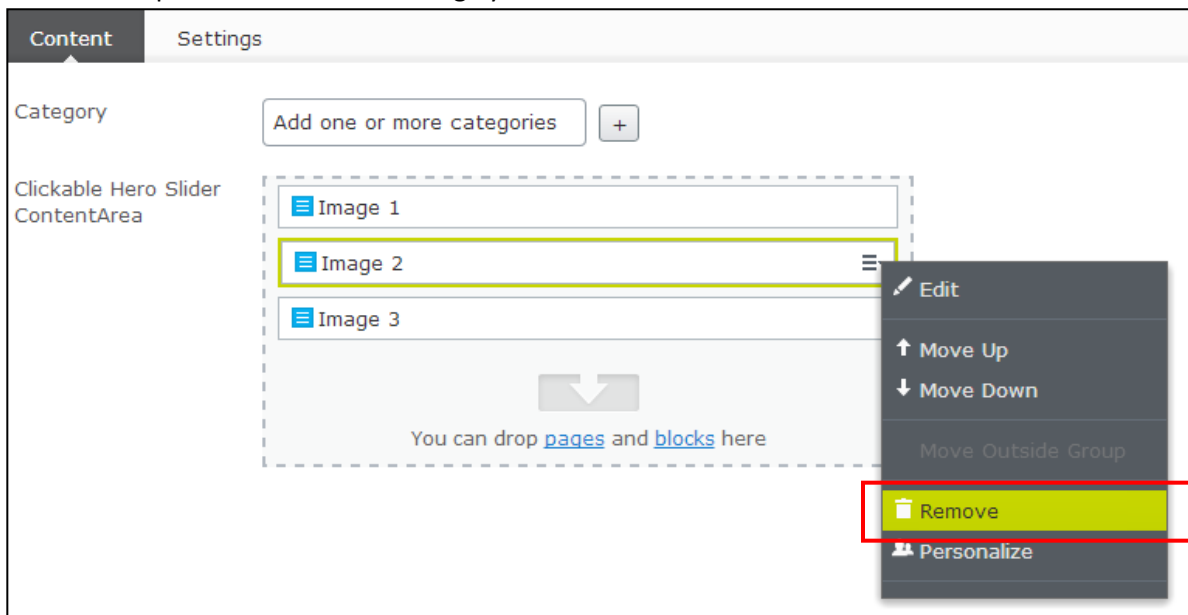 Content Settings
Category
Add one or more categories +
Clickable Hero Slider
ContentArea
Image 1
Image 2
Image 3
You can drop pages and blocks here
Edit
Move Up
Move Down
Move Outside Group
Remove
Personalize